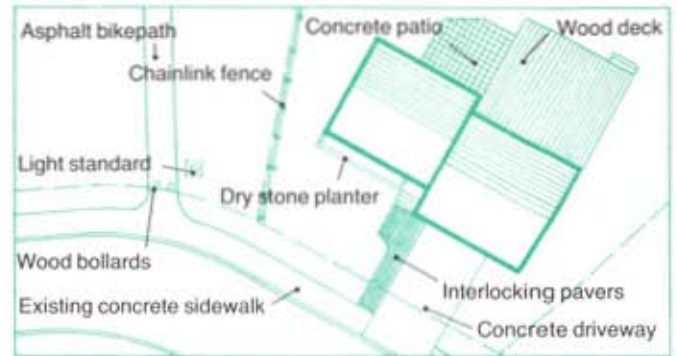 Asphalt bikepath
Concrete patio
Wood deck
Chainlink fence
Light standard
Dry stone planter
Wood bollards
Interlocking pavers
Existing concrete sidewalk
Concrete driveway